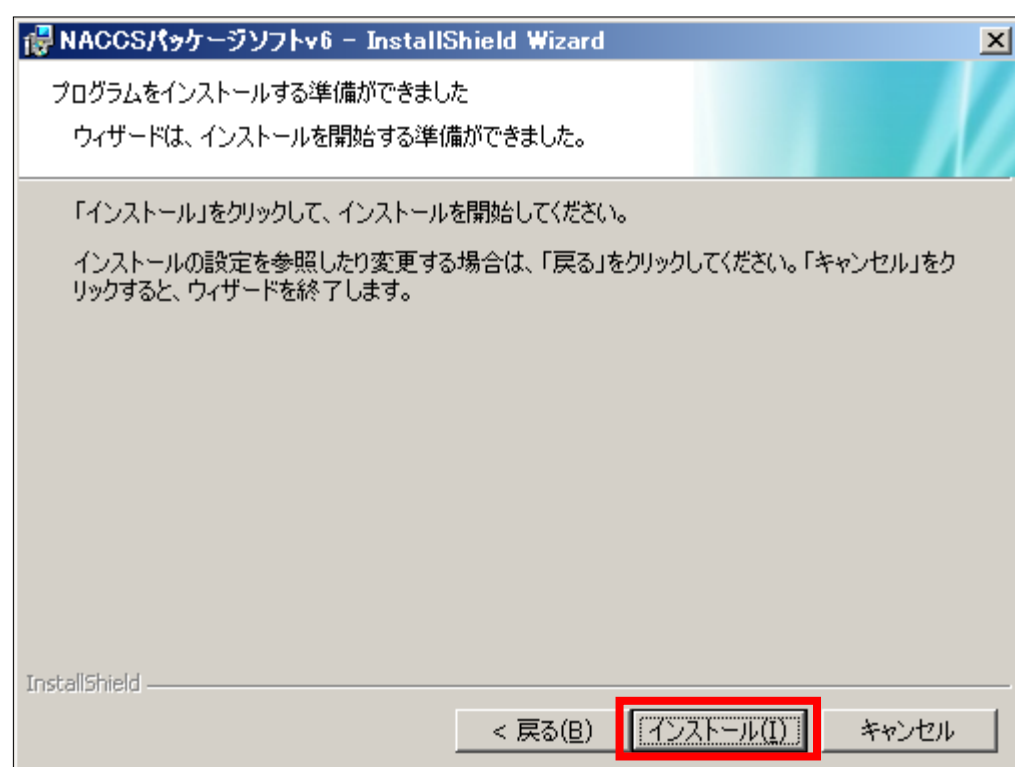 NACCSパッケージソフトv6 - InstallShield Wizard
プログラムをインストールする準備ができました
ウィザードは、インストールを開始する準備ができました。
「インストール」をクリックして、インストールを開始してください。
インストールの設定を参照したり変更する場合は、「戻る」をクリックしてください。「キャンセル」をク
リックすると、ウィザードを終了します。
InstallShield
< 戻る(B) インストール(I) キャンセル